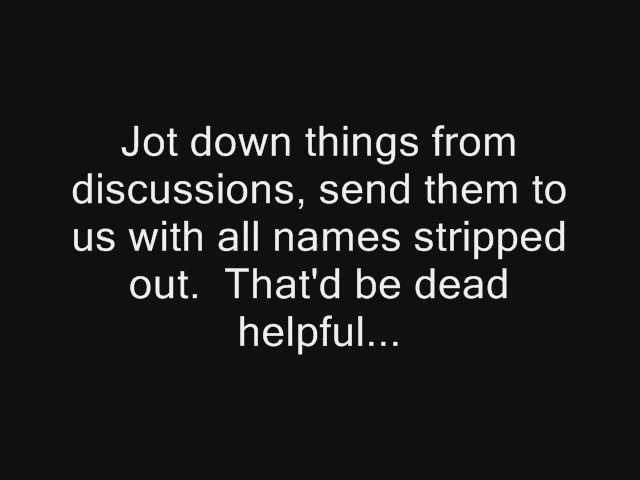 Jot down things from
discussions, send them to
us with all names stripped
out.  That'd be dead
helpful...